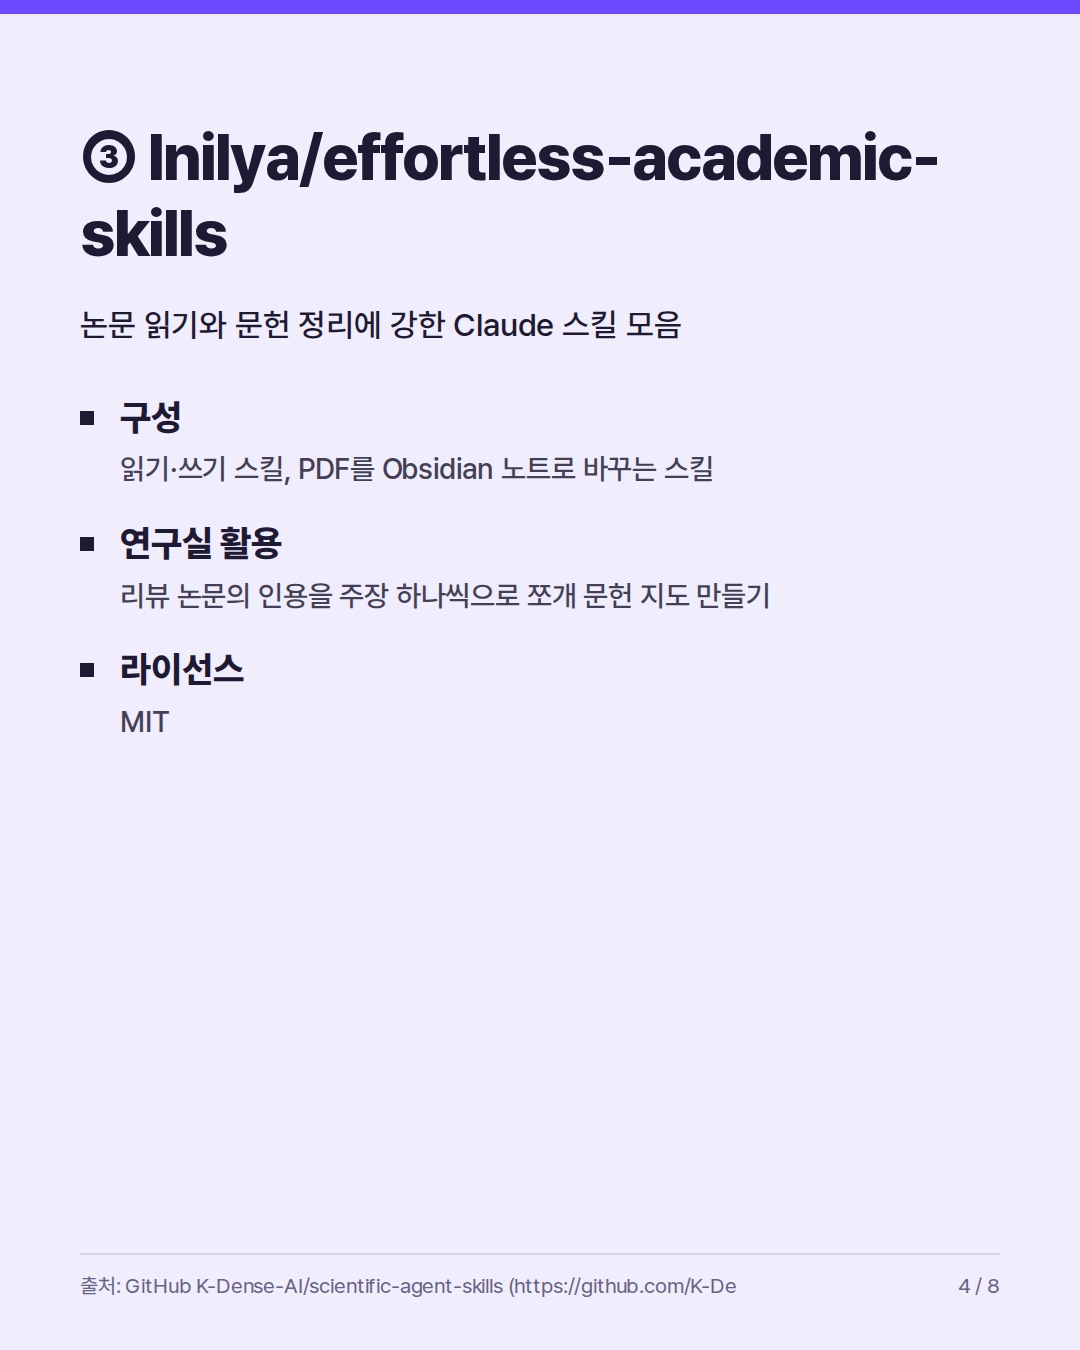 ③ lnilya/effortless-academic-
skills
논문 읽기와 문헌 정리에 강한 Claude 스킬 모음
■ 구성
읽기·쓰기 스킬, PDF를 Obsidian 노트로 바꾸는 스킬
■ 연구실 활용
리뷰 논문의 인용을 주장 하나씩으로 쪼개 문헌 지도 만들기
■ 라이선스
MIT
출처: GitHub K-Dense-AI/scientific-agent-skills (https://github.com/K-De
4 / 8